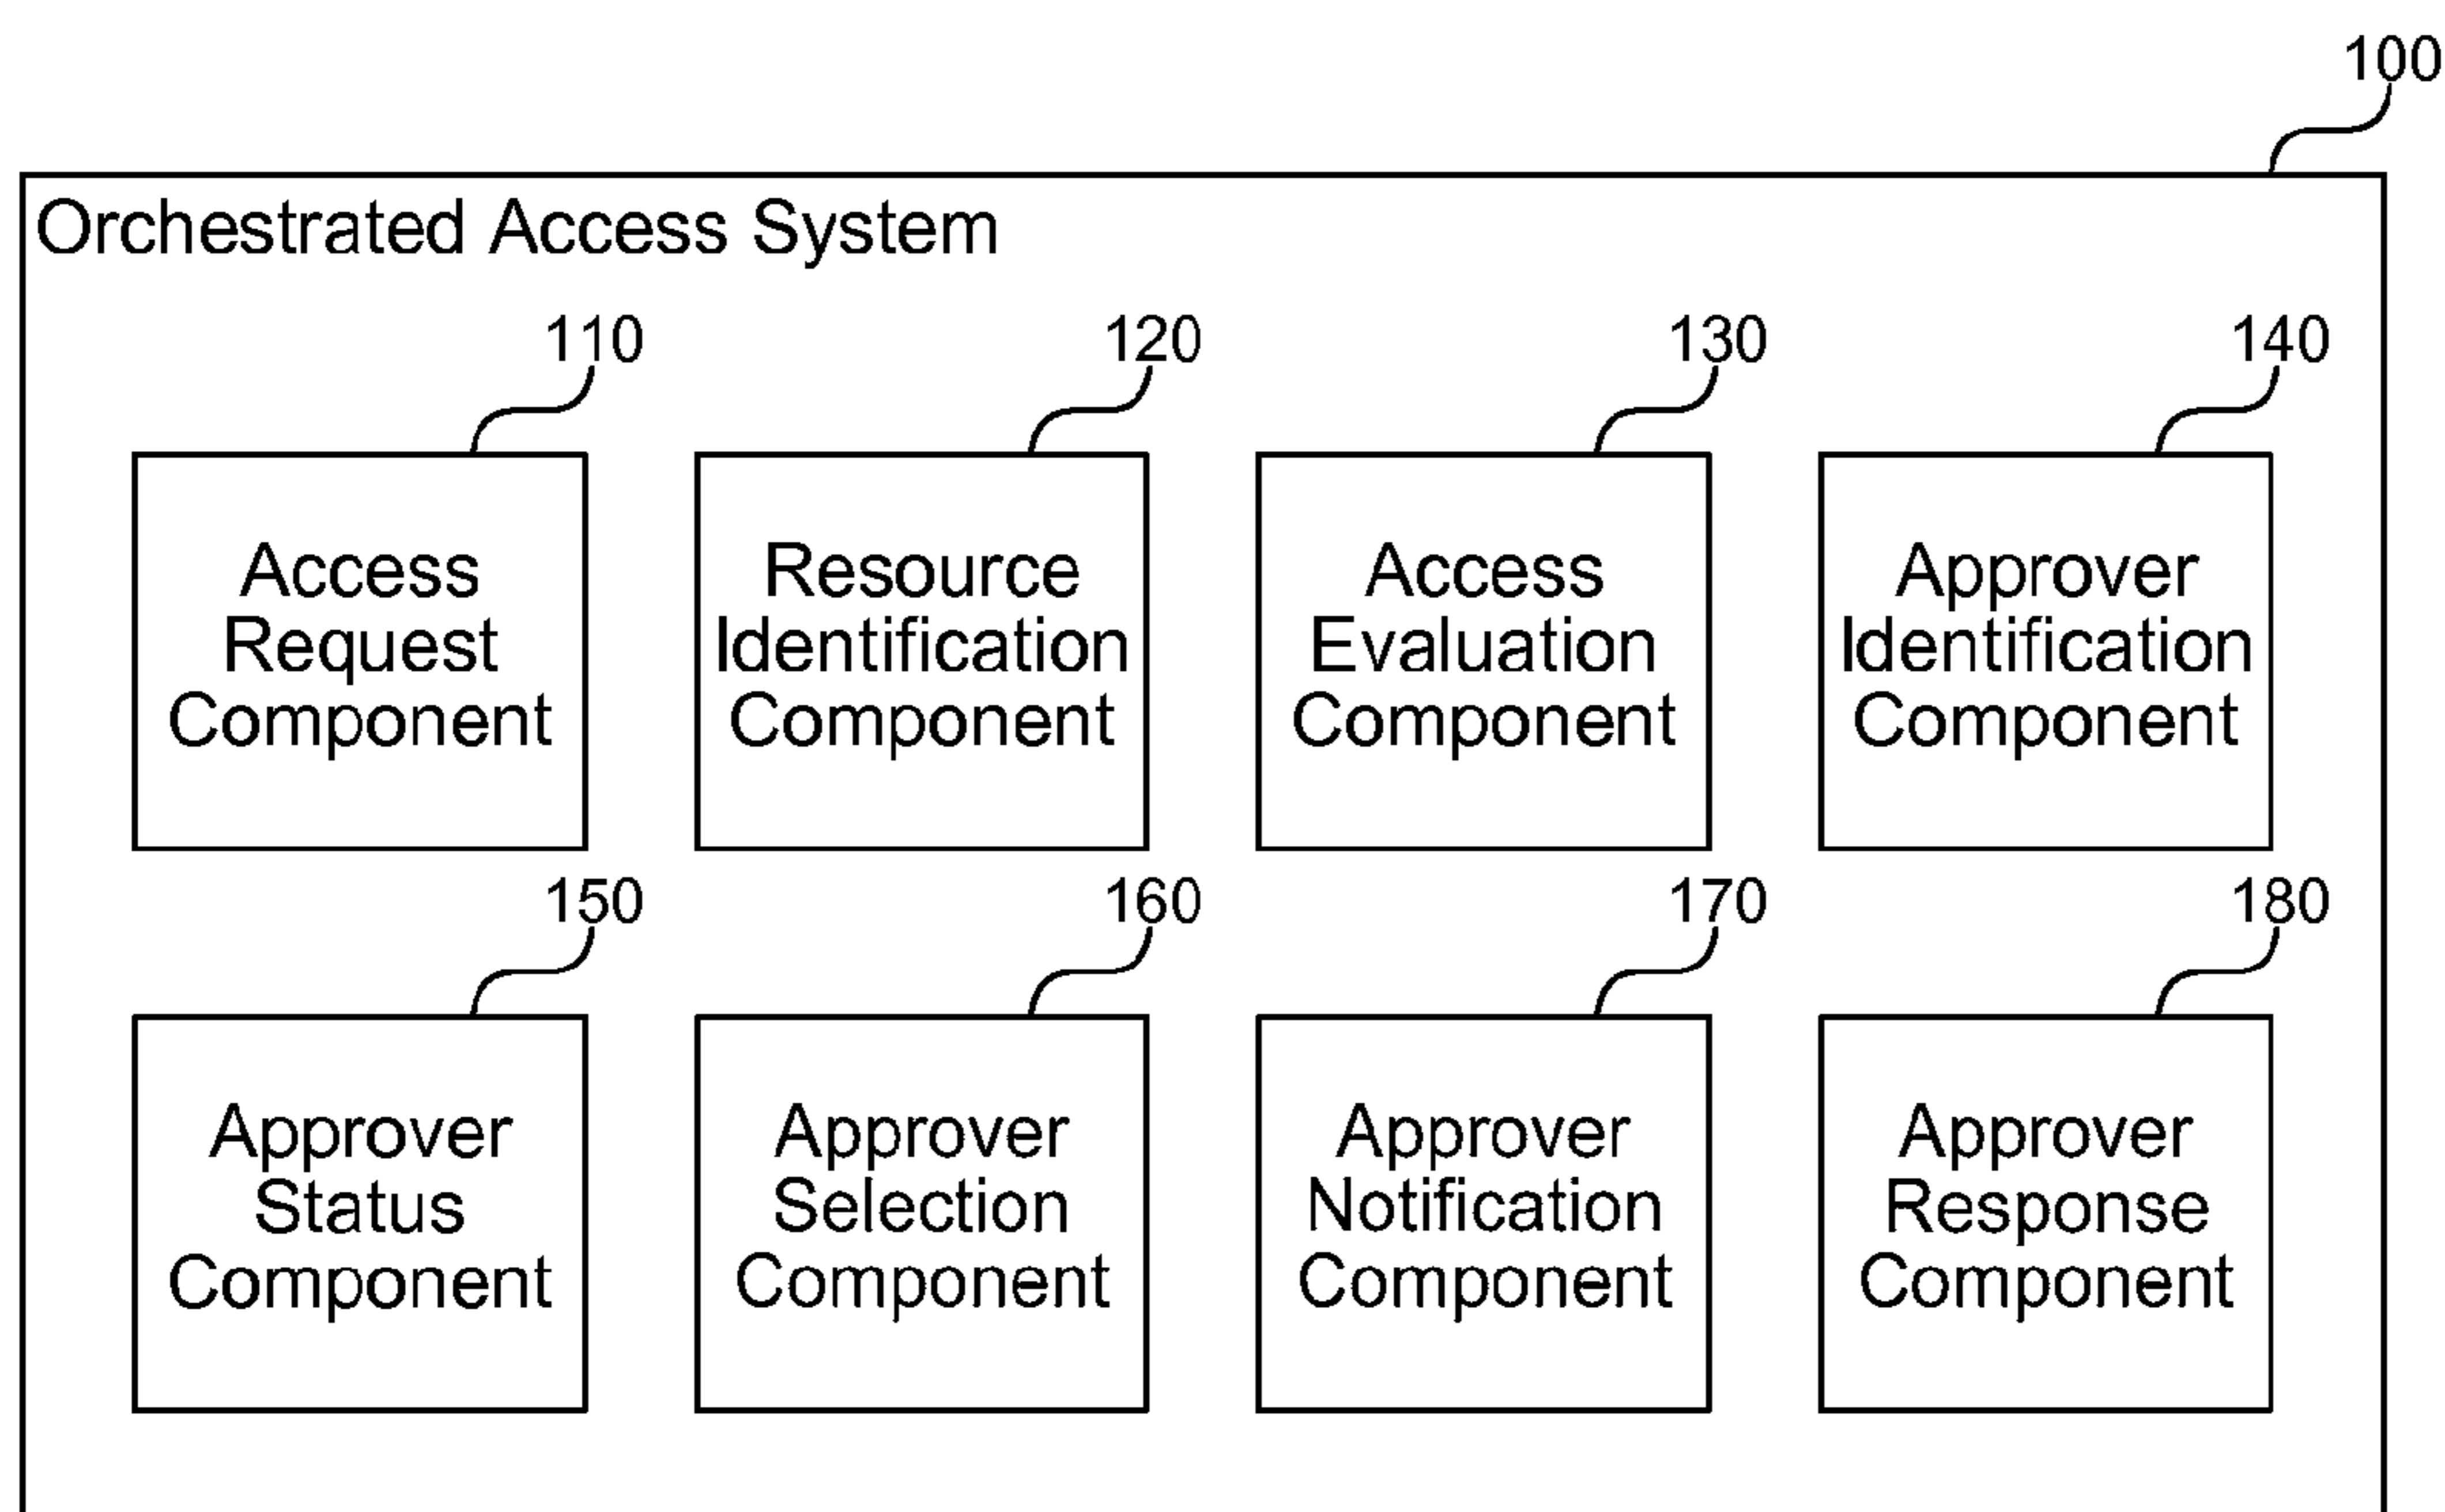 100
Orchestrated Access System
110
120
130
140
Access
Request
Component
Resource
Identification
Component
Access
Evaluation
Component
Approver
Identification
Component
150
160
170
180
Approver
Status
Component
Approver
Selection
Component
Approver
Notification
Component
Approver
Response
Component